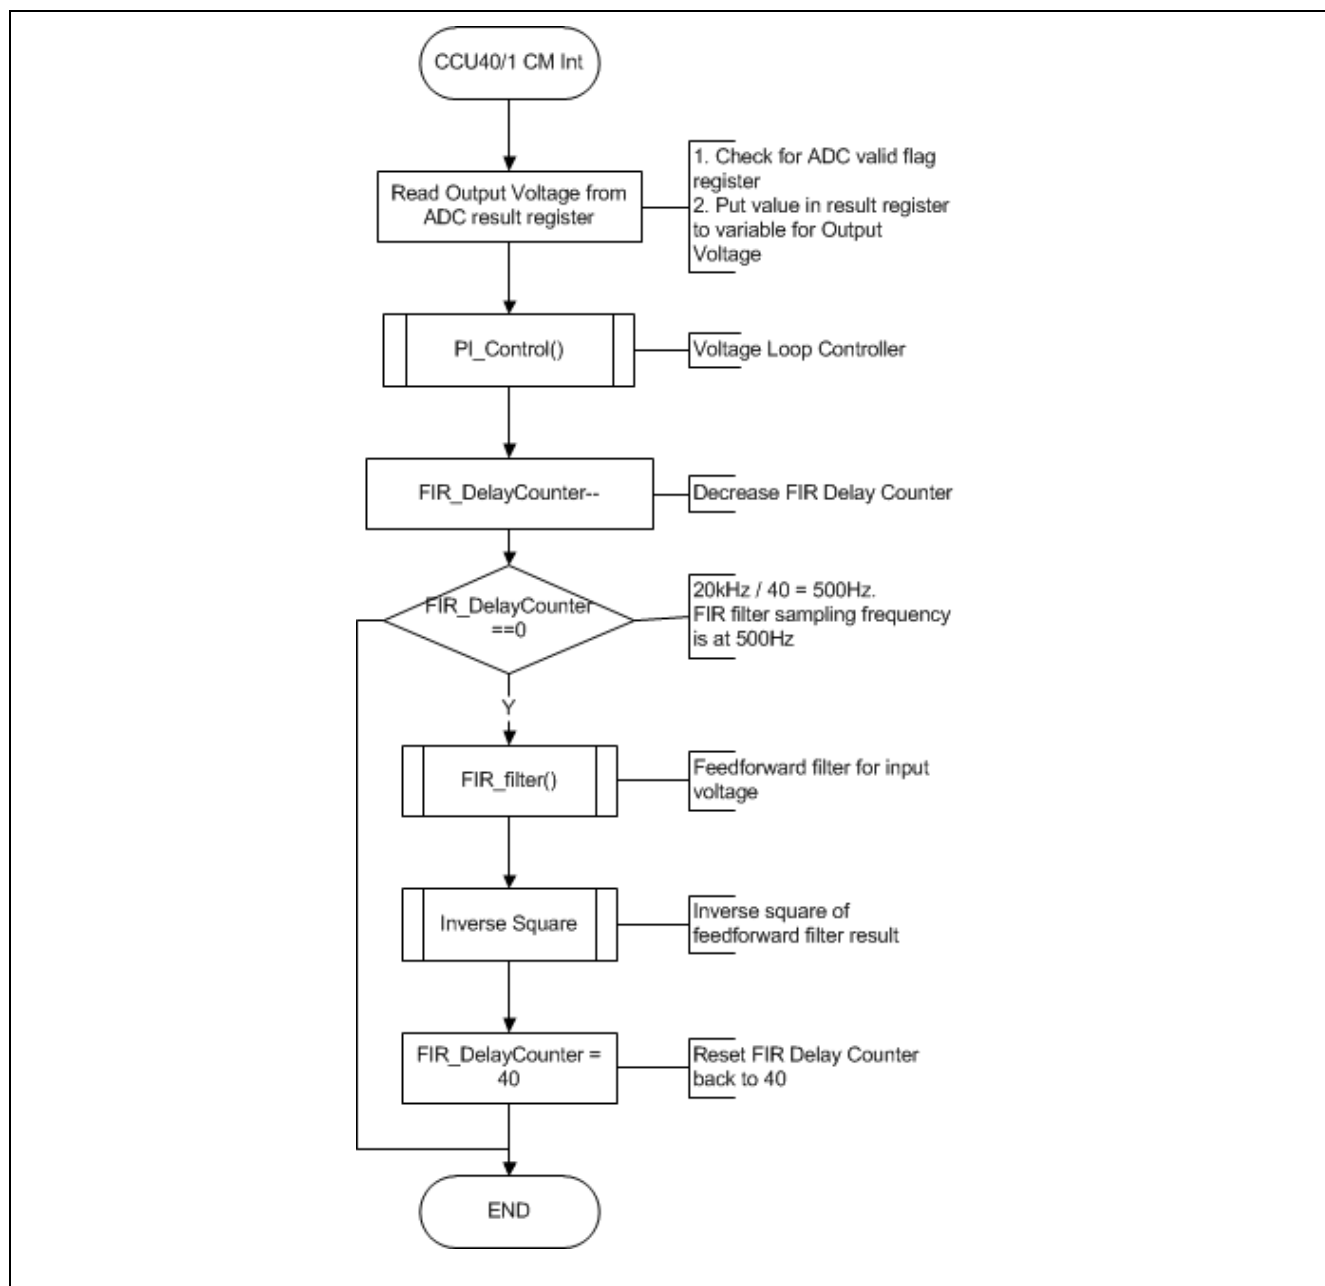 CCU40/1 CM Int
Read Output Voltage from
ADC result register
1. Check for ADC valid flag
register
2. Put value in result register
to variable for Output
Voltage
PI_Control()
Voltage Loop Controller
FIR_DelayCounter--
Decrease FIR Delay Counter
FIR_DelayCounter
==0
20kHz / 40 = 500Hz.
FIR filter sampling frequency
is at 500Hz
Y
FIR_filter()
Feedforward filter for input
voltage
Inverse Square
Inverse square of
feedforward filter result
FIR_DelayCounter =
40
Reset FIR Delay Counter
back to 40
END